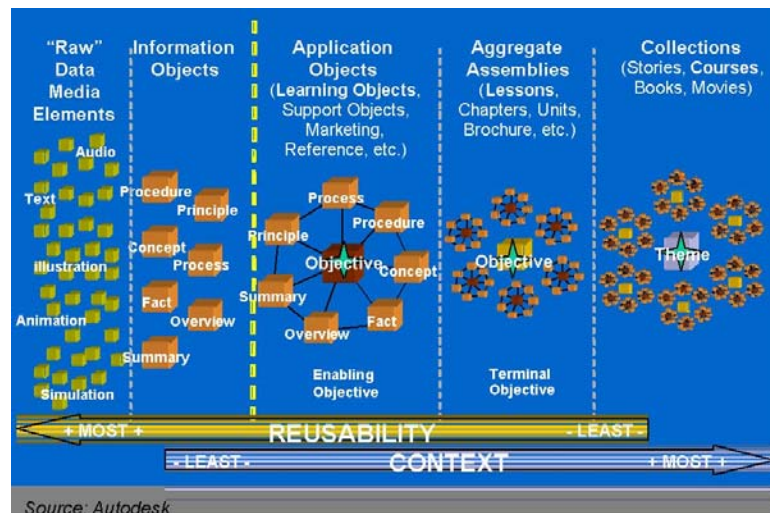 “Raw”
Data
Media
Elements
Audio
Text
illustration
Animation
Simulation
Information
Objects
Procedure
Principle
Concept
Process
Fact
Overview
Summary
Application
Objects
(Learning Objects,
Support Objects,
Marketing,
Reference, etc.)
Process
Principle
Procedure
Objective
Concept
Summary
Fact
Overview
Enabling
Objective
Aggregate
Assemblies
(Lessons,
Chapters, Units,
Brochure, etc.)
Objective
Terminal
Objective
Collections
(Stories, Courses,
Books, Movies)
Theme
+ MOST + REUSABILITY - LEAST -
- LEAST - CONTEXT + MOST +
Source: Autodesk